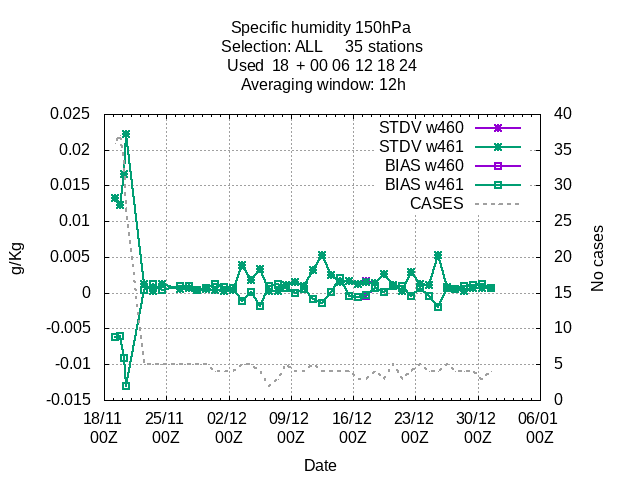 Specific humidity 150hPa
Selection: ALL 35 stations
Used 18 + 00 06 12 18 24
Averaging window: 12h
STDV w460
STDV w461
BIAS w460
BIAS w461
CASES
g/Kg
0.025
0.02
0.015
0.01
0.005
0
-0.005
-0.01
-0.015
40
35
30
25
20
15
10
5
0
No cases
18/11 25/11 02/12 09/12 16/12 23/12 30/12 06/01
00Z 00Z 00Z 00Z 00Z 00Z 00Z 00Z
Date